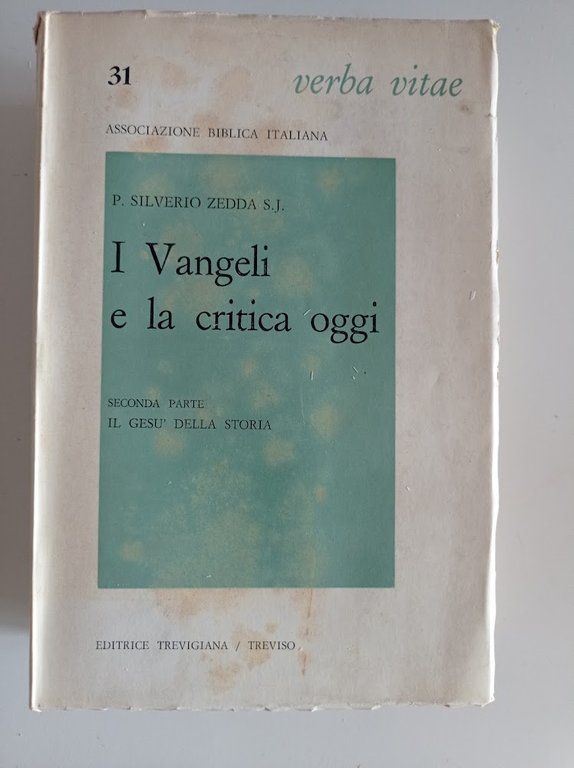 31
verba vitae
ASSOCIAZIONE BIBLICA ITALIANA
P. SILVERIO ZEDDA S.J.
I Vangeli
e la critica oggi
SECONDA PARTE
IL GESU' DELLA STORIA
EDITRICE TREVIGIANA / TREVISO